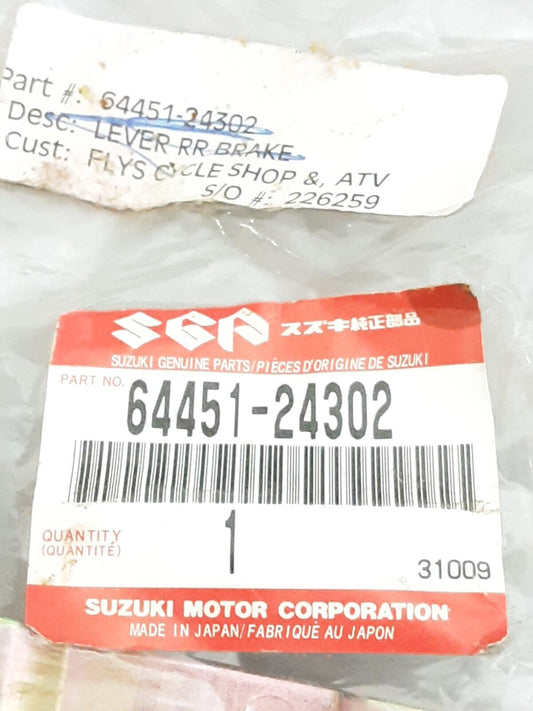 Part #: 64451-24302
Desc: LEVER RR BRAKE
Cust: FLYS CYCLE SHOP &, ATV
S/O #: 226259
SGP スズキ純正部品
SUZUKI GENUINE PARTS/PIÈCES D'ORIGINE DE SUZUKI
PART NO. 64451-24302
QUANTITY 1
(QUANTITÉ)
31009
SUZUKI MOTOR CORPORATION
MADE IN JAPAN/FABRIQUÉ AU JAPON